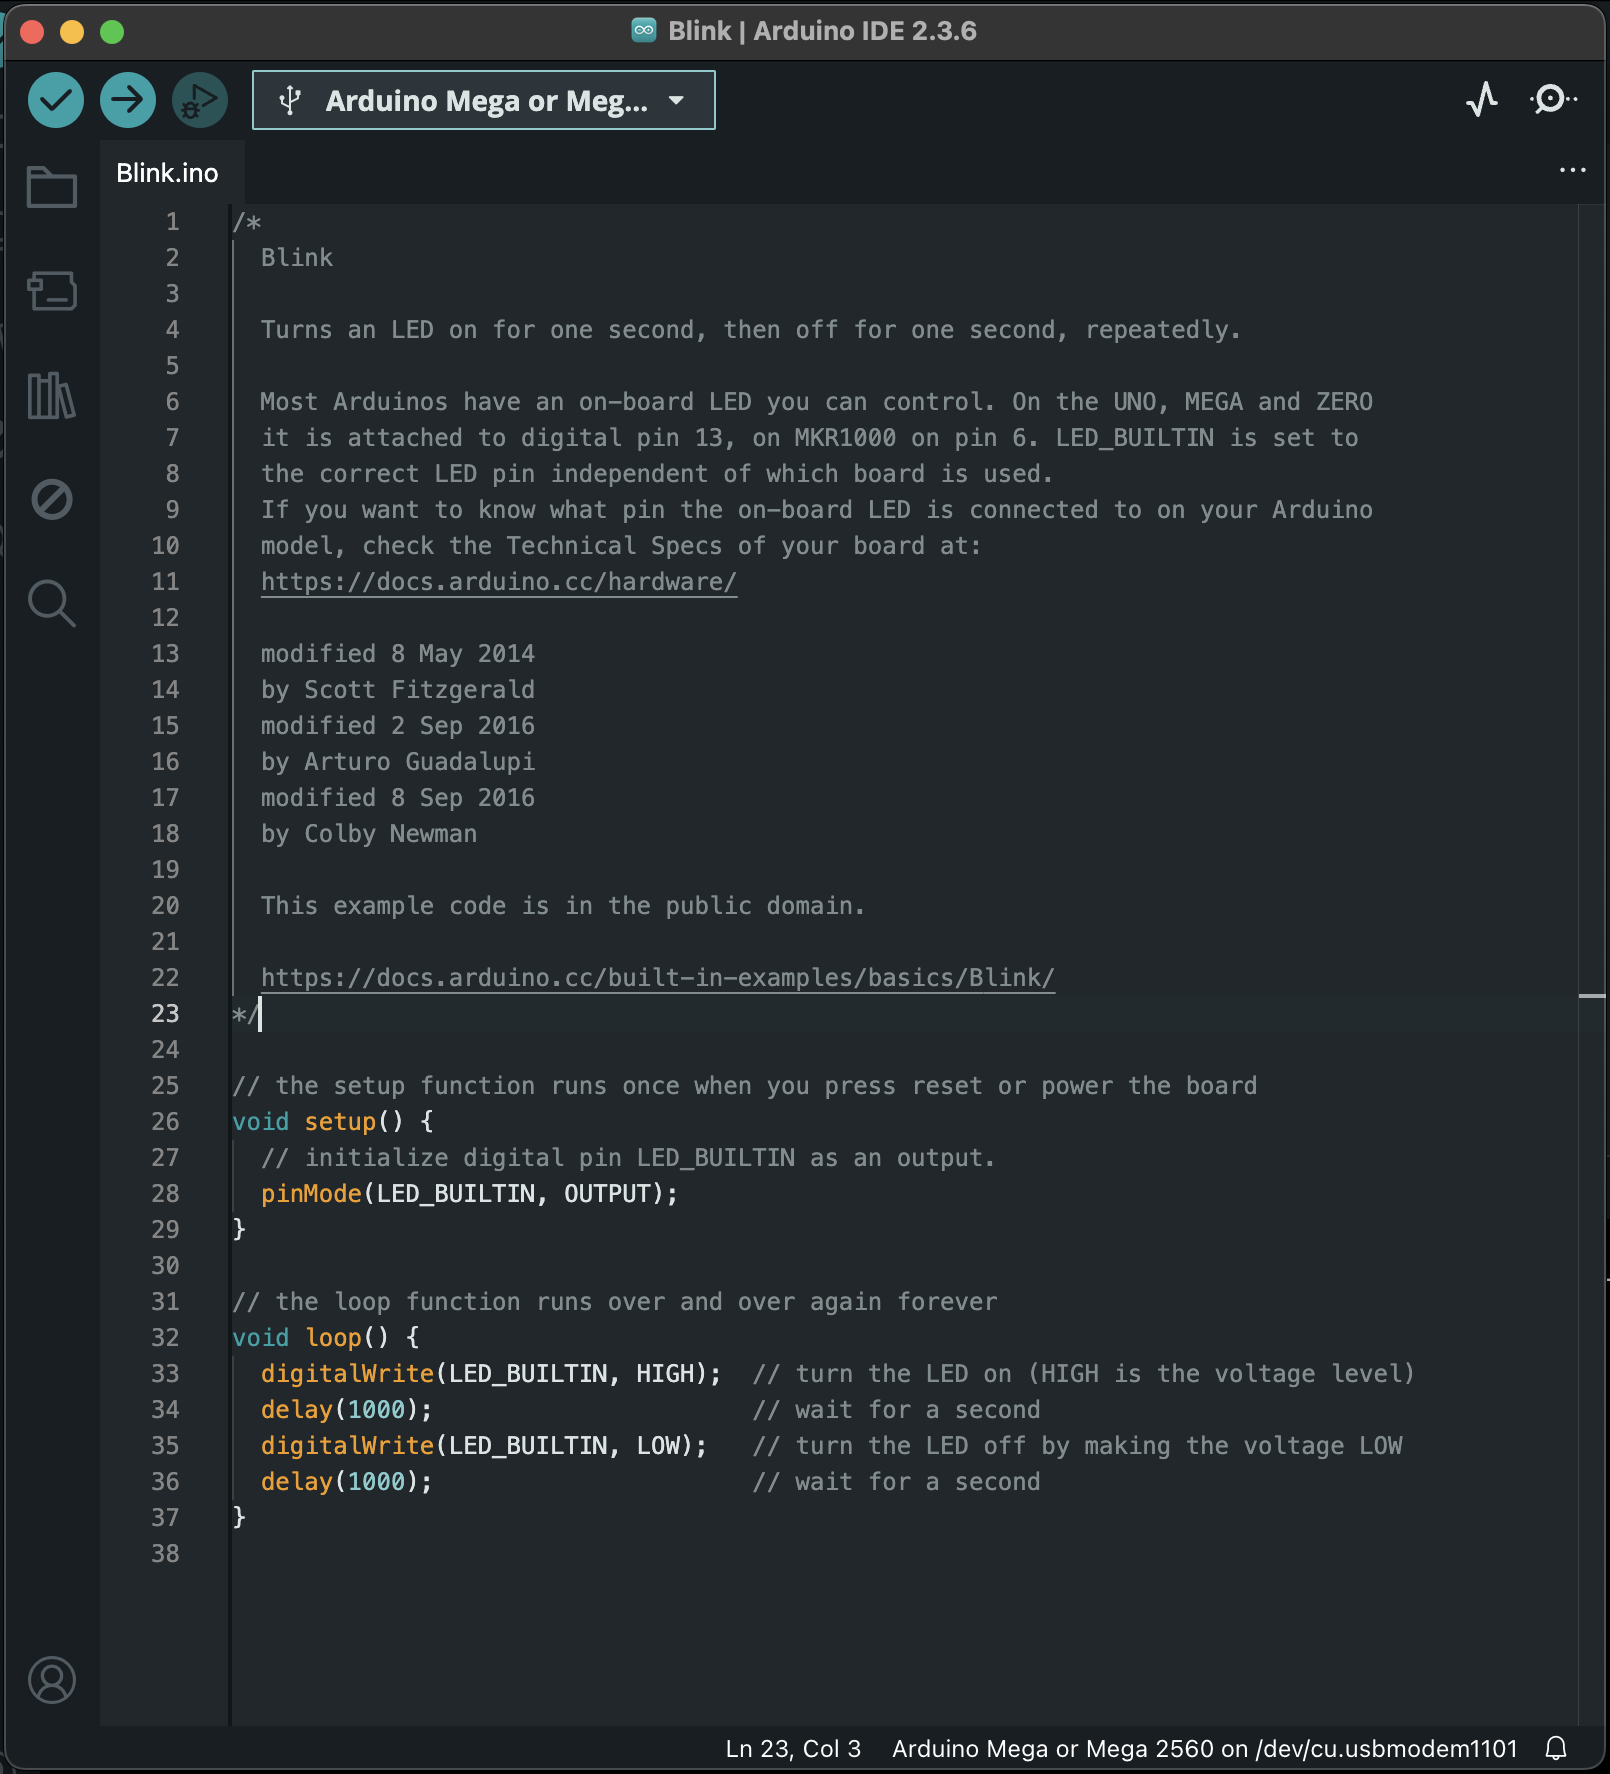 Blink | Arduino IDE 2.3.6
Arduino Mega or Meg...
Blink.ino
1 /*
2 Blink
3
4 Turns an LED on for one second, then off for one second, repeatedly.
5
6 Most Arduinos have an on-board LED you can control. On the UNO, MEGA and ZERO
7 it is attached to digital pin 13, on MKR1000 on pin 6. LED_BUILTIN is set to
8 the correct LED pin independent of which board is used.
9 If you want to know what pin the on-board LED is connected to on your Arduino
10 model, check the Technical Specs of your board at:
11 https://docs.arduino.cc/hardware/
12
13 modified 8 May 2014
14 by Scott Fitzgerald
15 modified 2 Sep 2016
16 by Arturo Guadalupi
17 modified 8 Sep 2016
18 by Colby Newman
19
20 This example code is in the public domain.
21
22 https://docs.arduino.cc/built-in-examples/basics/Blink/
23 */
24
25 // the setup function runs once when you press reset or power the board
26 void setup() {
27 // initialize digital pin LED_BUILTIN as an output.
28 pinMode(LED_BUILTIN, OUTPUT);
29 }
30
31 // the loop function runs over and over again forever
32 void loop() {
33 digitalWrite(LED_BUILTIN, HIGH); // turn the LED on (HIGH is the voltage level)
34 delay(1000); // wait for a second
35 digitalWrite(LED_BUILTIN, LOW); // turn the LED off by making the voltage LOW
36 delay(1000); // wait for a second
37 }
38
Ln 23, Col 3 Arduino Mega or Mega 2560 on /dev/cu.usbmodem1101